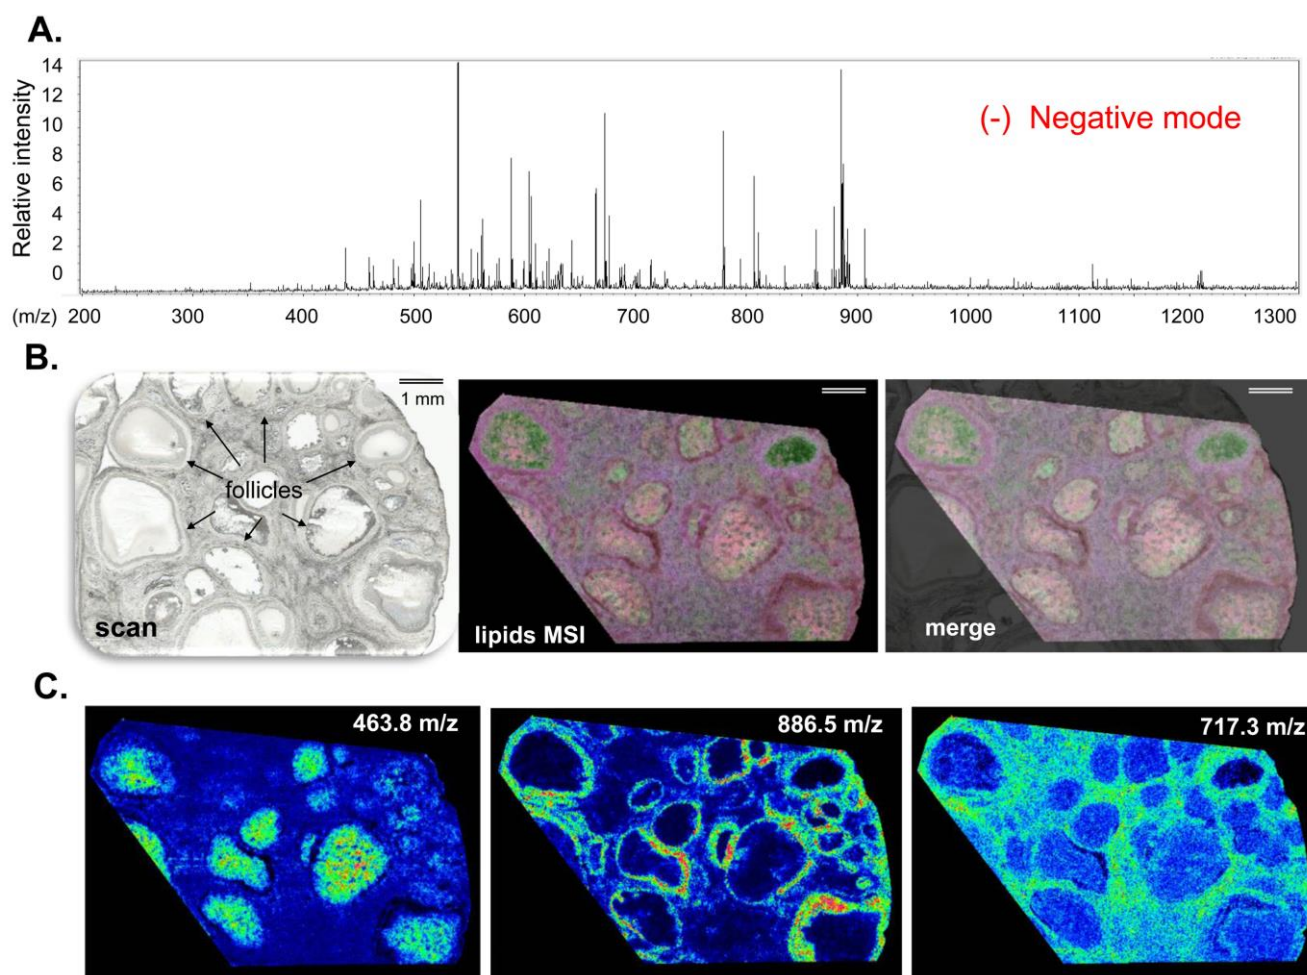 A.
Relative intensity
14
12
10
8
6
4
2
0
(-) Negative mode
(m/z) 200 300 400 500 600 700 800 900 1000 1100 1200 1300
B.
1 mm
follicles
scan
lipids MSI
merge
C.
463.8 m/z
886.5 m/z
717.3 m/z